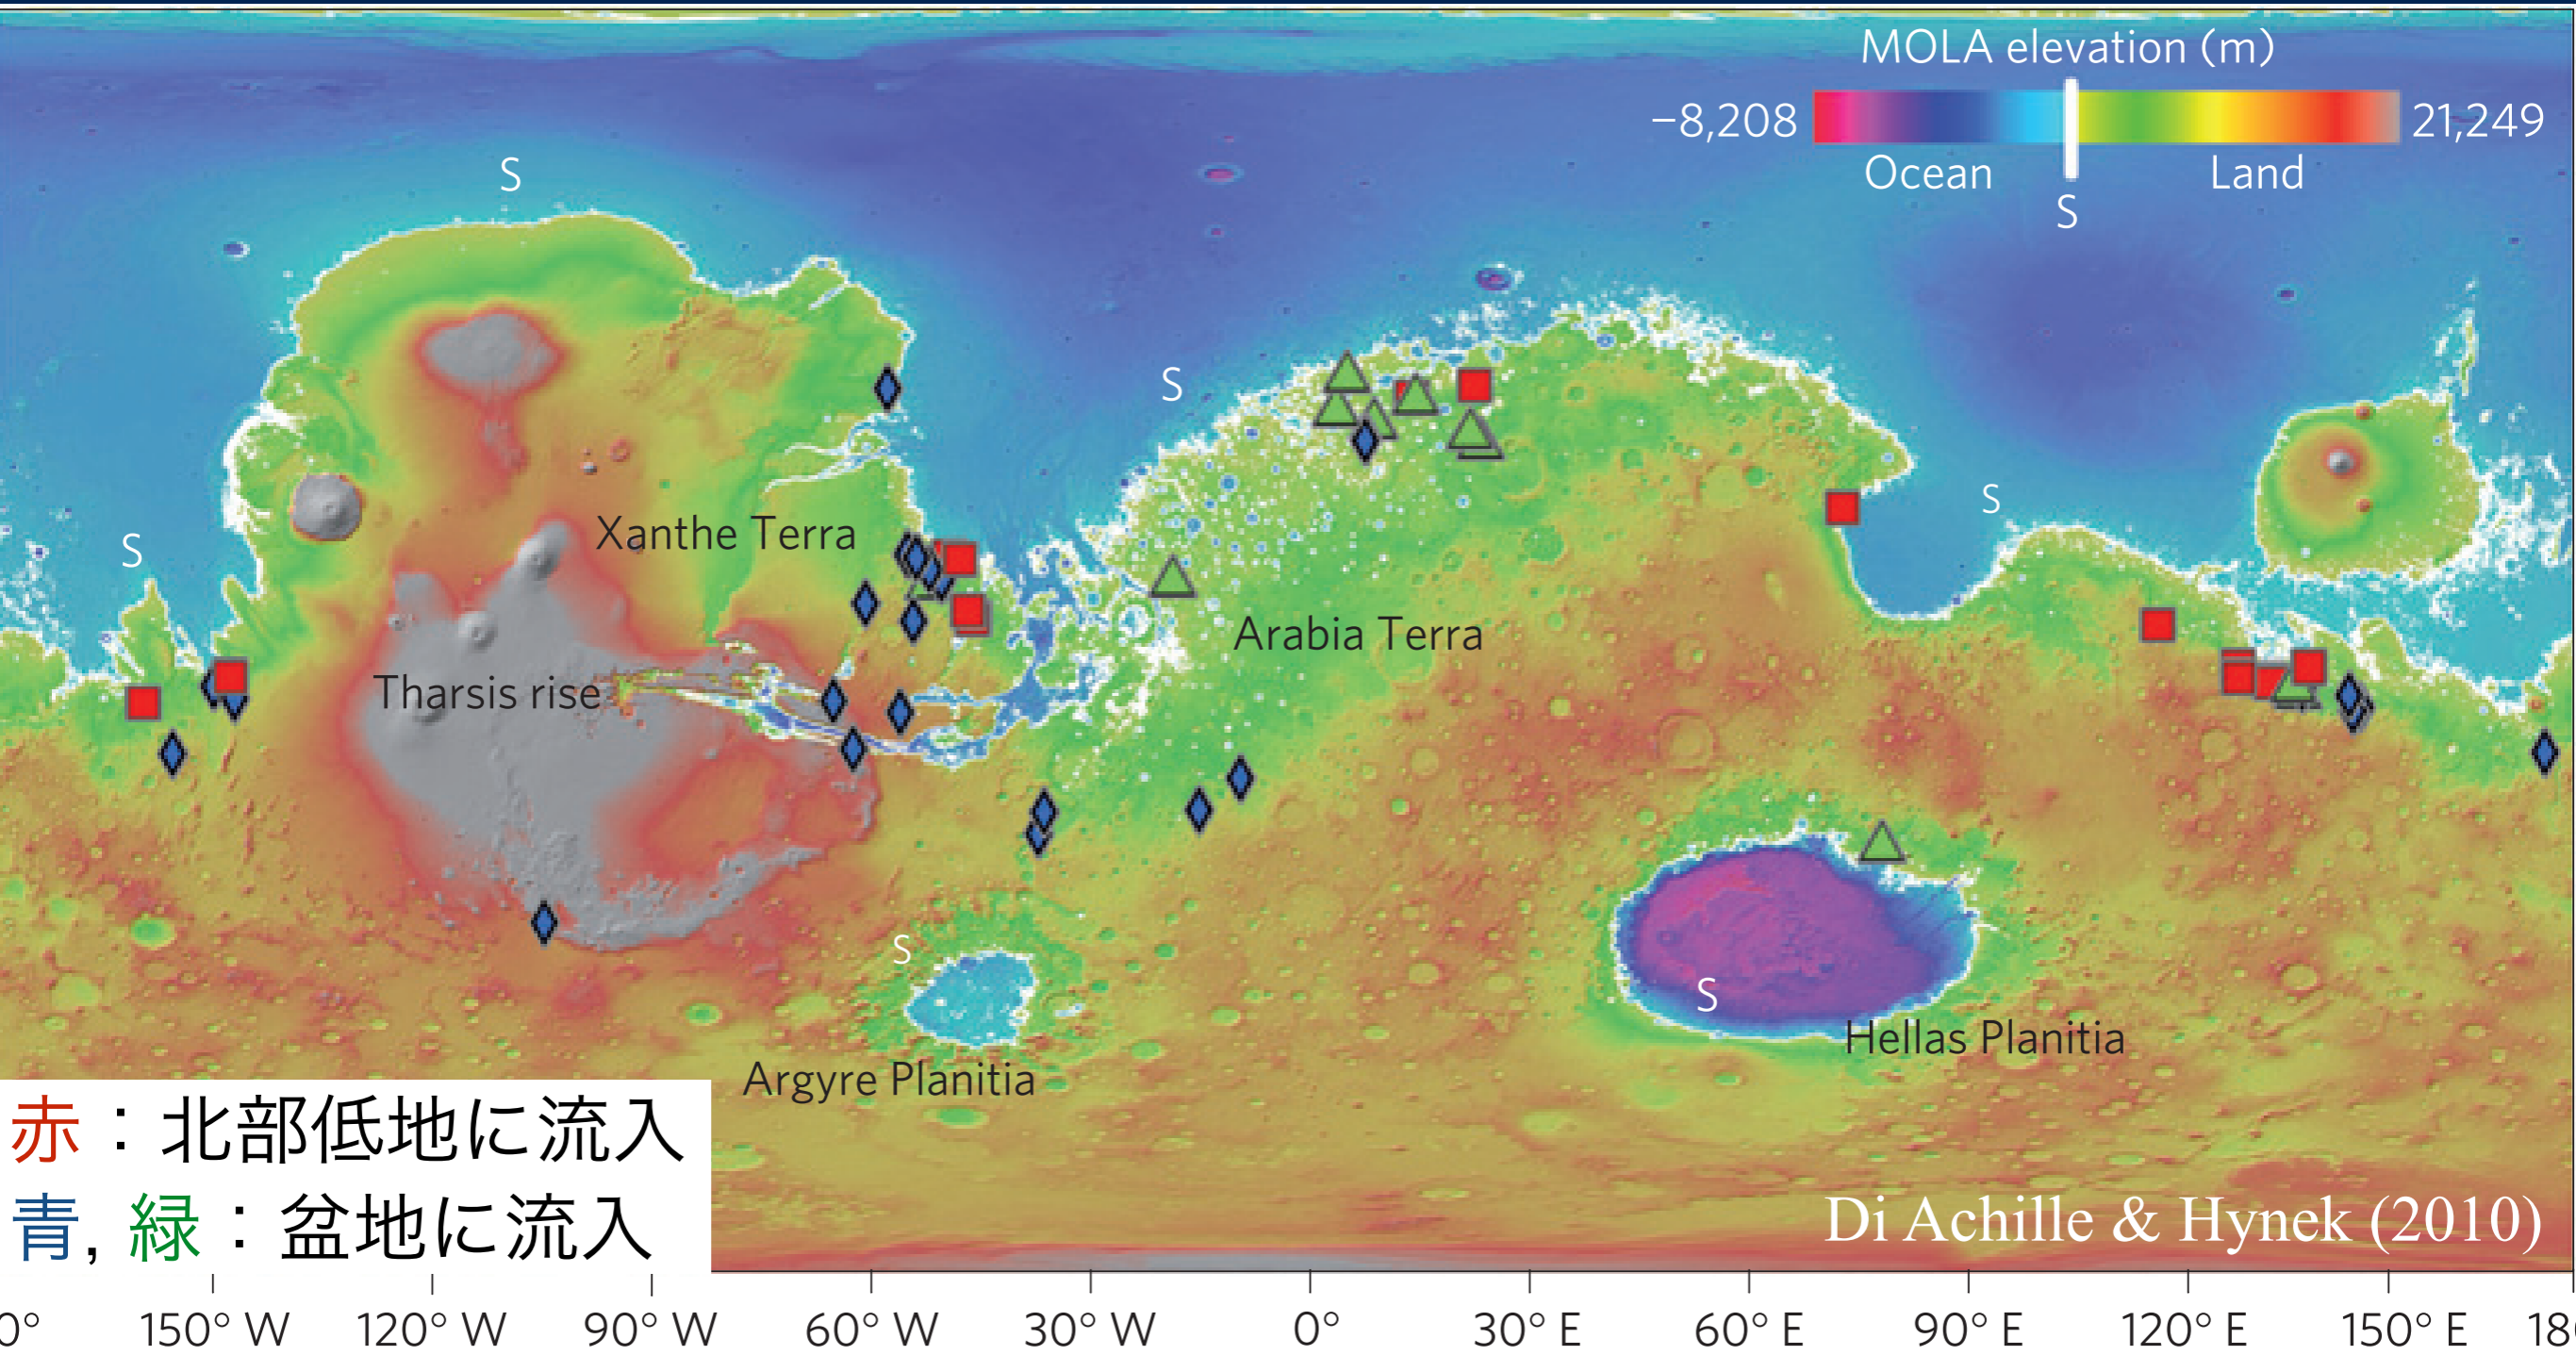 MOLA elevation (m)
−8,208
21,249
Ocean
Land
S
S
S
S
S
Xanthe Terra
S
Arabia Terra
Tharsis rise
S
S
Hellas Planitia
Argyre Planitia
赤：北部低地に流入
青, 緑：盆地に流入
Di Achille & Hynek (2010)
0° 150° W 120° W 90° W 60° W 30° W 0° 30° E 60° E 90° E 120° E 150° E 18